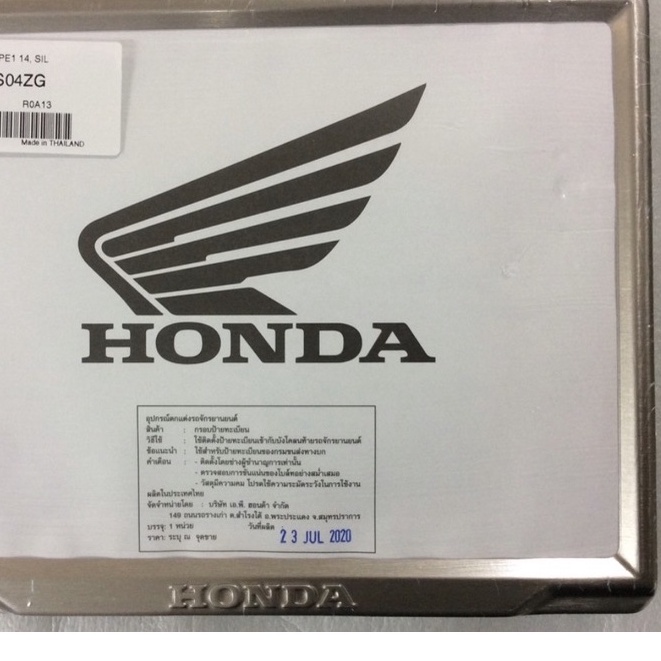 PE1 14, SIL
S04ZG
R0A13
Made in THAILAND
HONDA
อุปกรณ์ตกแต่งรถจักรยานยนต์
สินค้า : กรอบป้ายทะเบียน
วิธีใช้ : ใช้ติดตั้งป้ายทะเบียนเข้ากับบังโคลนท้ายรถจักรยานยนต์
ข้อแนะนำ : ใช้สำหรับป้ายทะเบียนของกรมขนส่งทางบก
คำเตือน : - ติดตั้งโดยช่างผู้ชำนาญการเท่านั้น
- ตรวจสอบการขันแน่นของโบล์ทอย่างสม่ำเสมอ
- วัสดุมีความคม โปรดใช้ความระมัดระวังในการใช้งาน
ผลิตในประเทศไทย
จัดจำหน่ายโดย : บริษัท เอ.พี. ฮอนด้า จำกัด
149 ถนนรถรางเก่า ต.สำโรงใต้ อ.พระประแดง จ.สมุทรปราการ
บรรจุ: 1 หน่วย วันที่ผลิต :
ราคา: ระบุ ณ จุดขาย 23 JUL 2020
HONDA